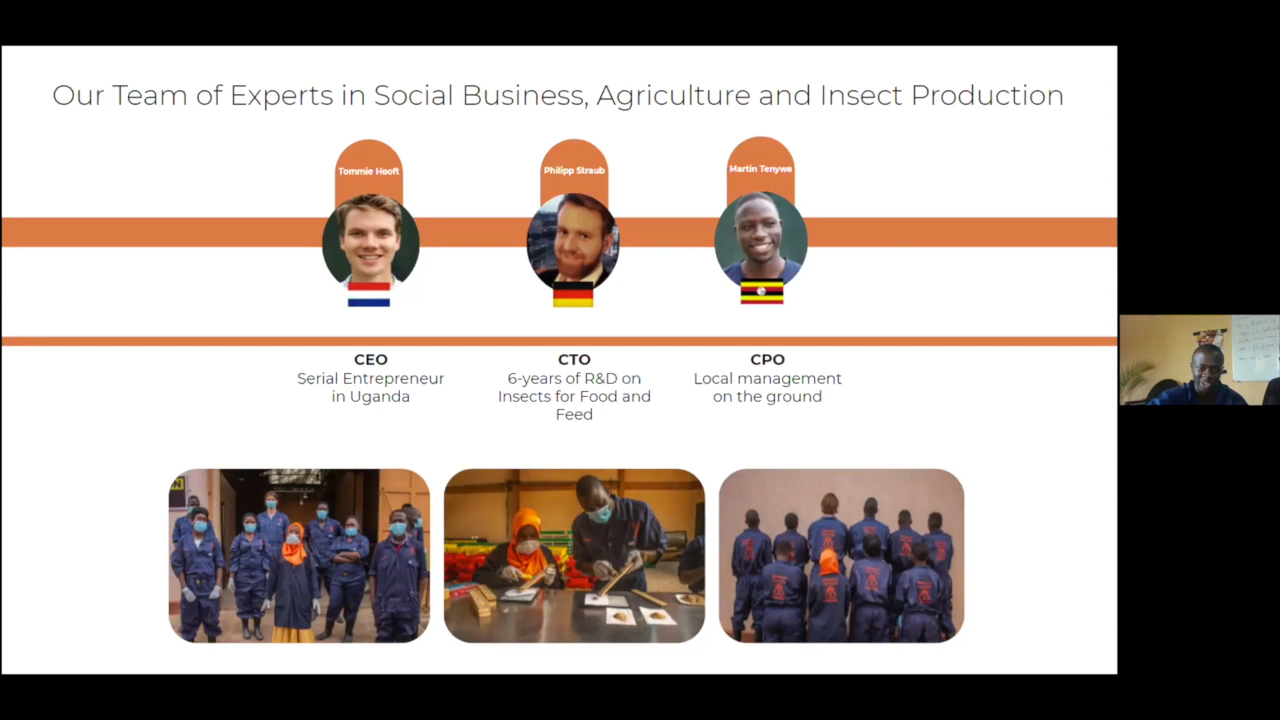 Our Team of Experts in Social Business, Agriculture and Insect Production
Tommie Hooft
Philipp Straub
Martin Tenywa
CEO
Serial Entrepreneur
in Uganda
CTO
6-years of R&D on
Insects for Food and
Feed
CPO
Local management
on the ground